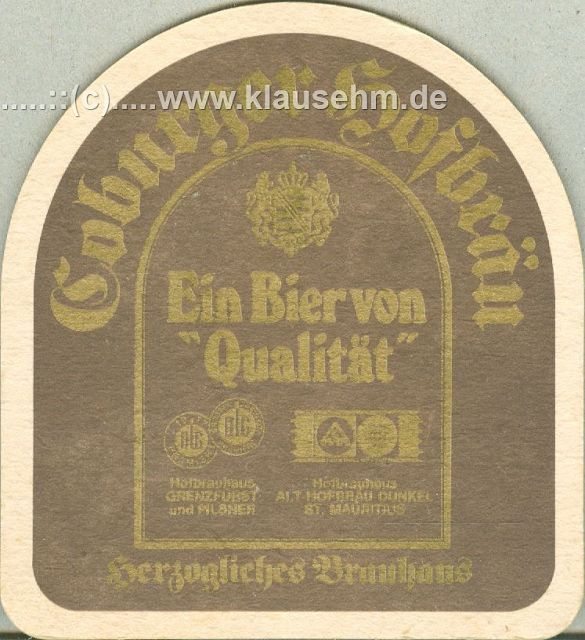 .....::(c).....www.klausehm.de
Coburger Hofbräu
Ein Bier von
"Qualität"
Hofbrauhaus
GRENZFÜRST
und PILSNER
Hofbrauhaus
ALT-HOFBRÄU DUNKEL
ST. MAURITIUS
Herzogliches Brauhaus